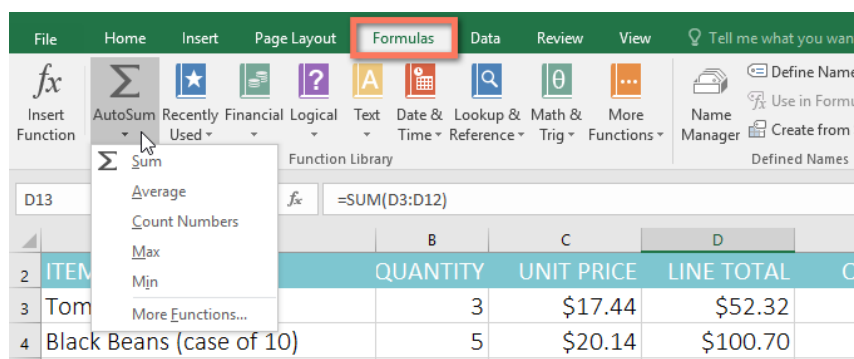 File Home Insert Page Layout Formulas Data Review View Tell me what you wan
fx Σ ? A θ ...
Insert Function AutoSum Recently Used Financial Logical Text Date & Time Lookup & Reference Math & Trig More Functions Name Manager
Define Name
Use in Formu
Create from
Function Library Defined Names
Σ Sum
Average
Count Numbers
Max
Min
More Functions...
D13 fx =SUM(D3:D12)
B C D
2 ITEM QUANTITY UNIT PRICE LINE TOTAL C
3 Tom 3 $17.44 $52.32
4 Black Beans (case of 10) 5 $20.14 $100.70